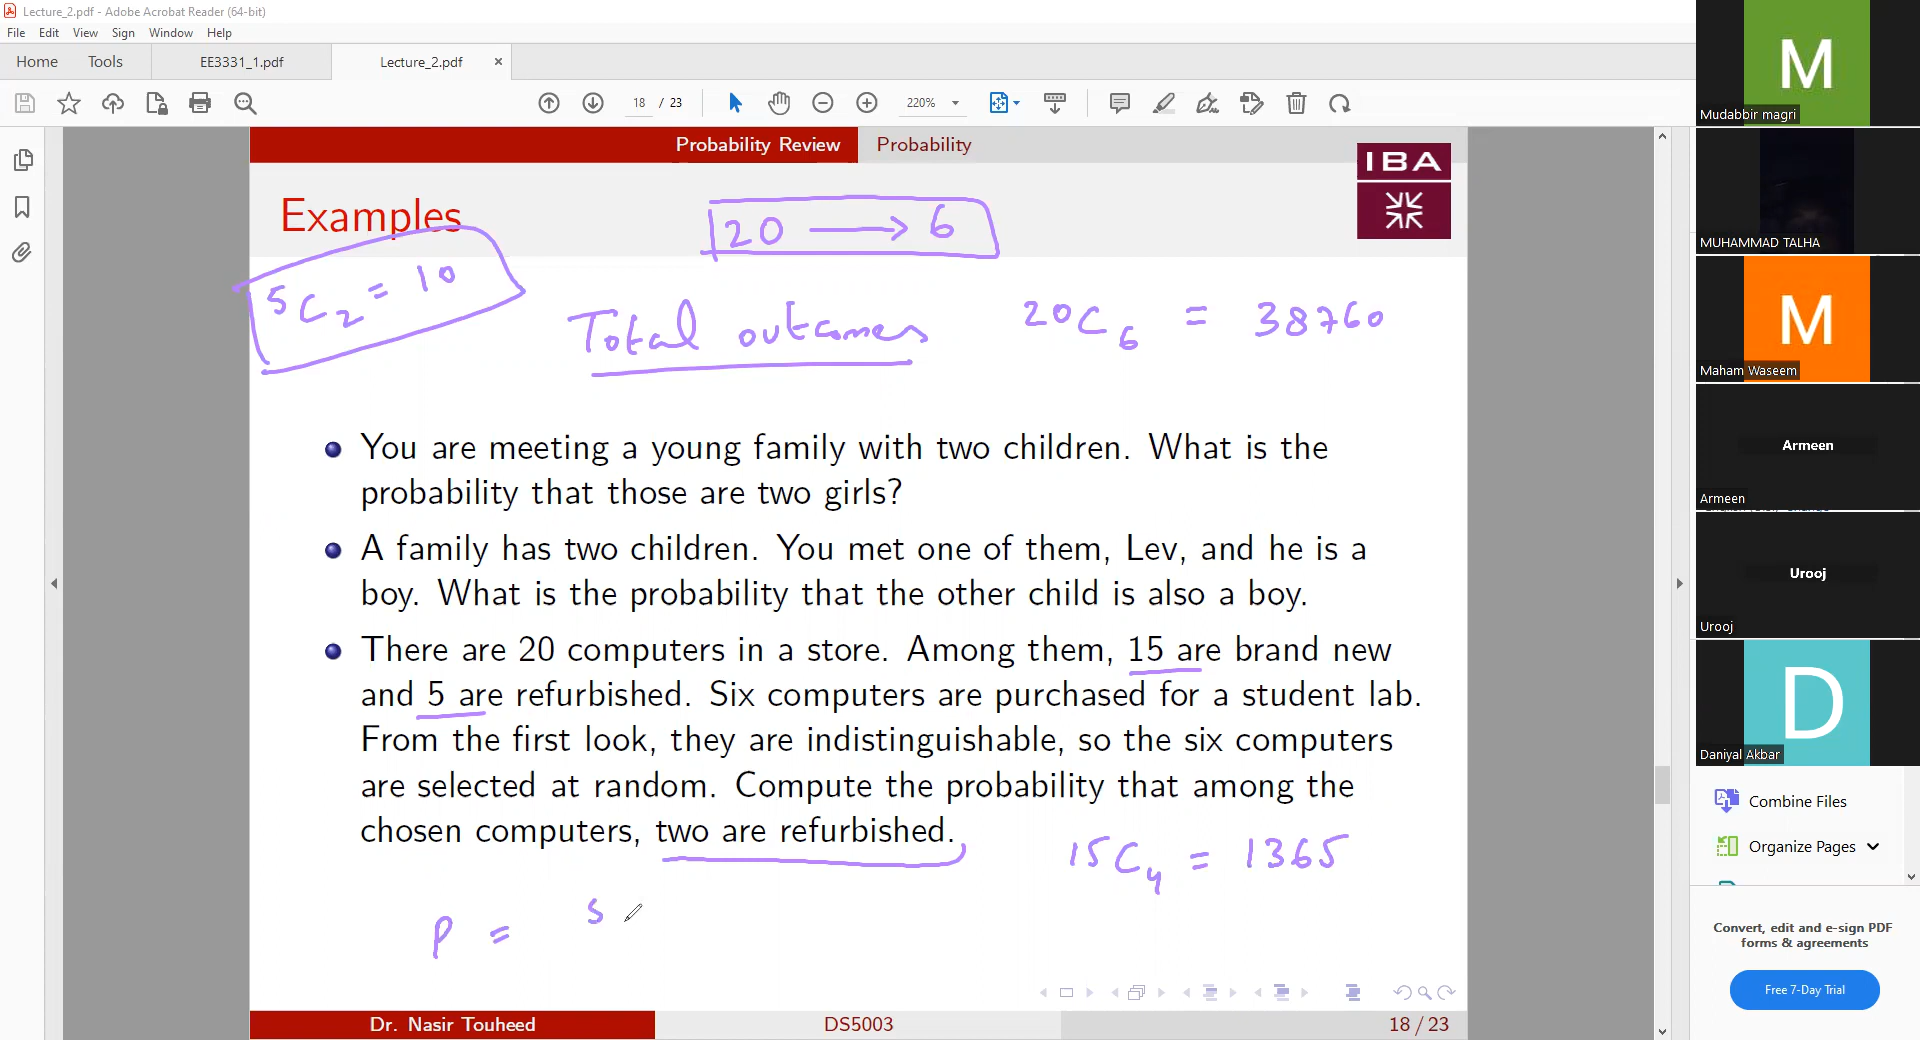 Lecture_2.pdf - Adobe Acrobat Reader (64-bit)
File Edit View Sign Window Help
Home Tools EE3331_1.pdf Lecture_2.pdf ×
18 / 23 220%
Probability Review Probability
IBA
Examples
20 → 6
5C2 = 10
Total outcomes 20C6 = 38760
You are meeting a young family with two children. What is the
probability that those are two girls?
A family has two children. You met one of them, Lev, and he is a
boy. What is the probability that the other child is also a boy.
There are 20 computers in a store. Among them, 15 are brand new
and 5 are refurbished. Six computers are purchased for a student lab.
From the first look, they are indistinguishable, so the six computers
are selected at random. Compute the probability that among the
chosen computers, two are refurbished.
15C4 = 1365
P = 5
Dr. Nasir Touheed DS5003 18 / 23
M
Mudabbir magri
MUHAMMAD TALHA
M
Maham Waseem
Armeen
Armeen
Urooj
Urooj
D
Daniyal Akbar
Combine Files
Organize Pages
Convert, edit and e-sign PDF
forms & agreements
Free 7-Day Trial